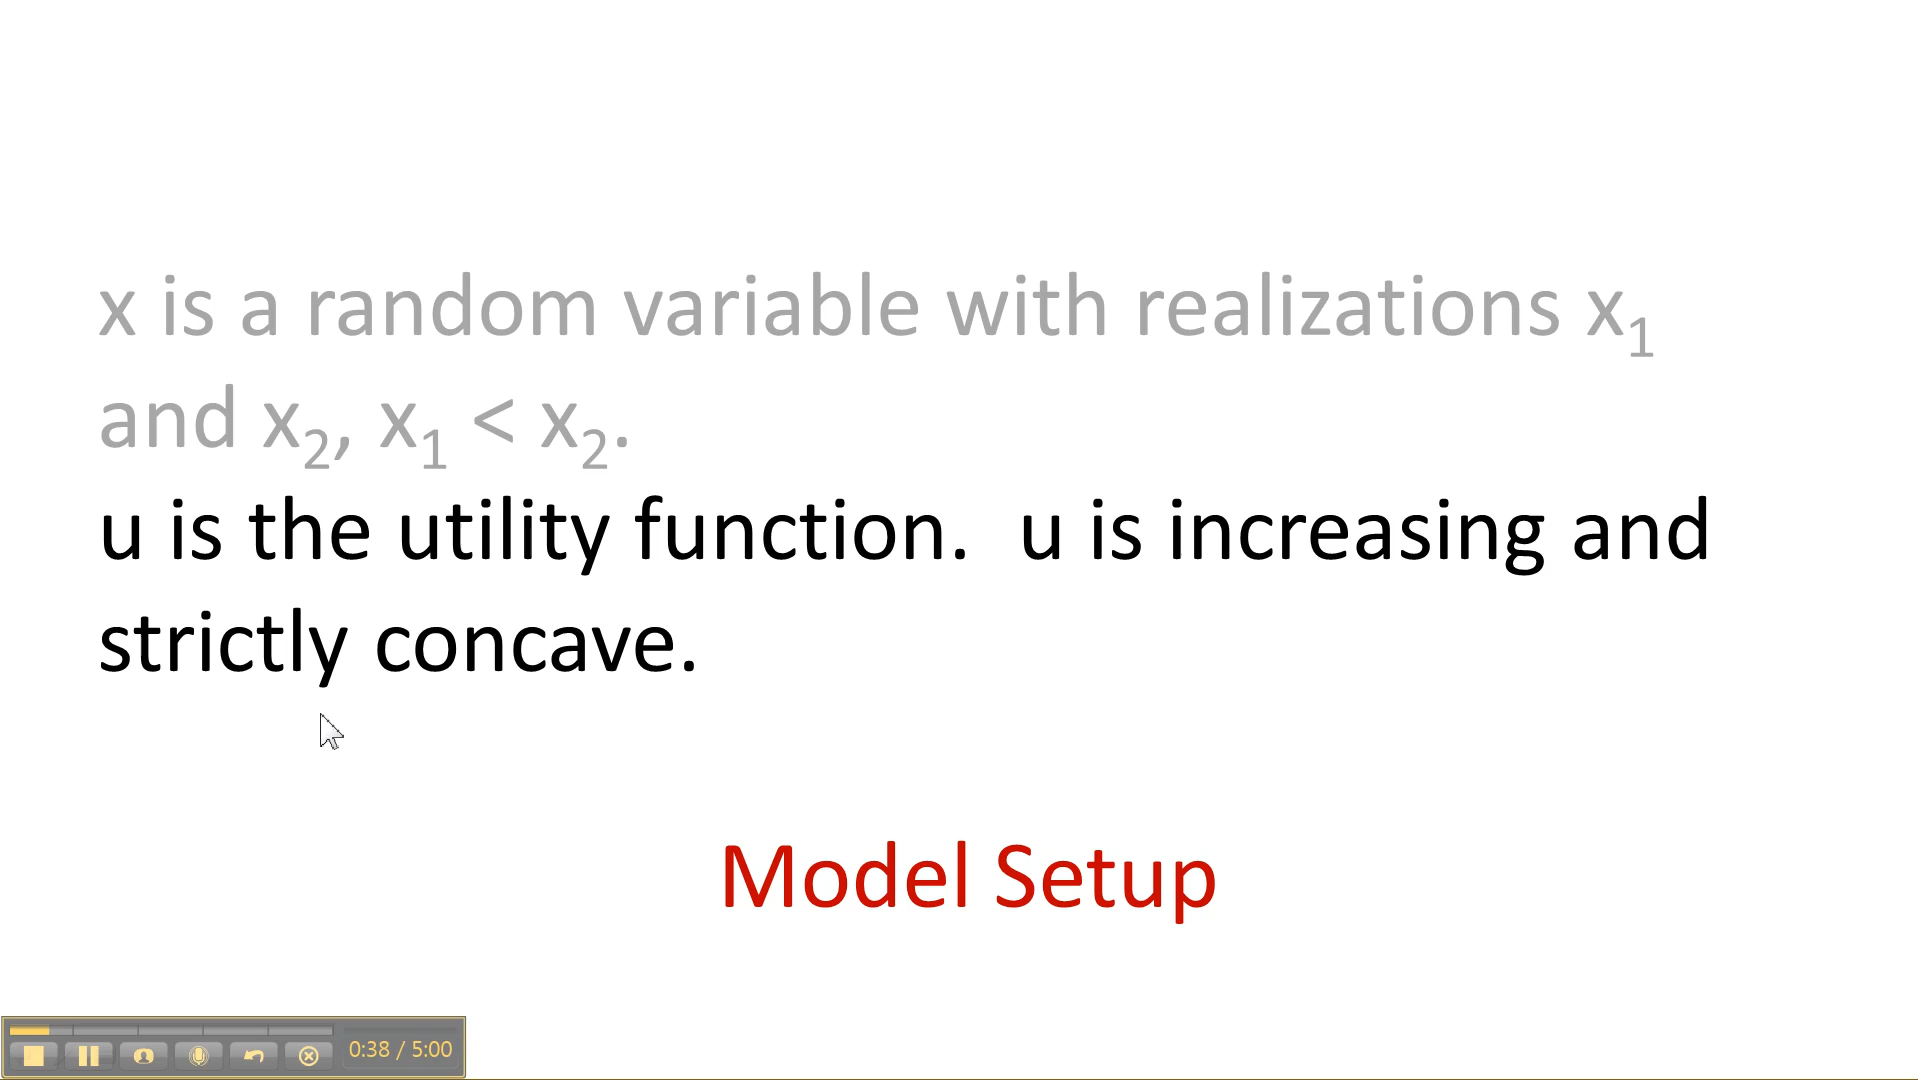 x is a random variable with realizations x₁
and x₂, x₁ < x₂.
u is the utility function.  u is increasing and
strictly concave.
Model Setup
0:38 / 5:00